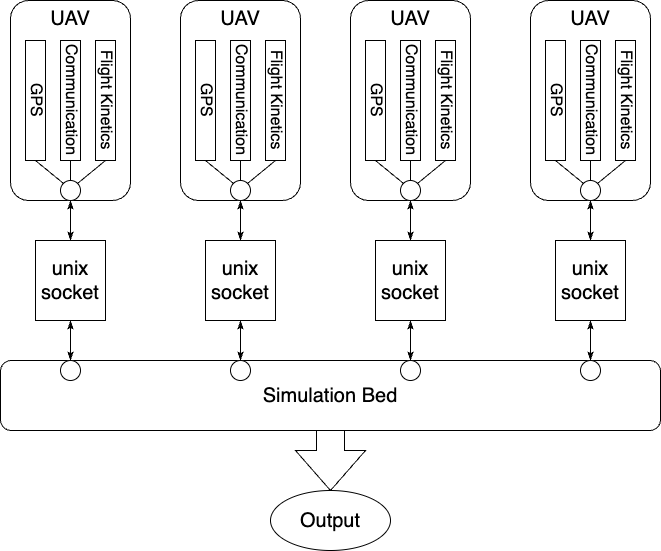 UAV
UAV
UAV
UAV
GPS
Communication
Flight Kinetics
GPS
Communication
Flight Kinetics
GPS
Communication
Flight Kinetics
GPS
Communication
Flight Kinetics
unix
socket
unix
socket
unix
socket
unix
socket
Simulation Bed
Output